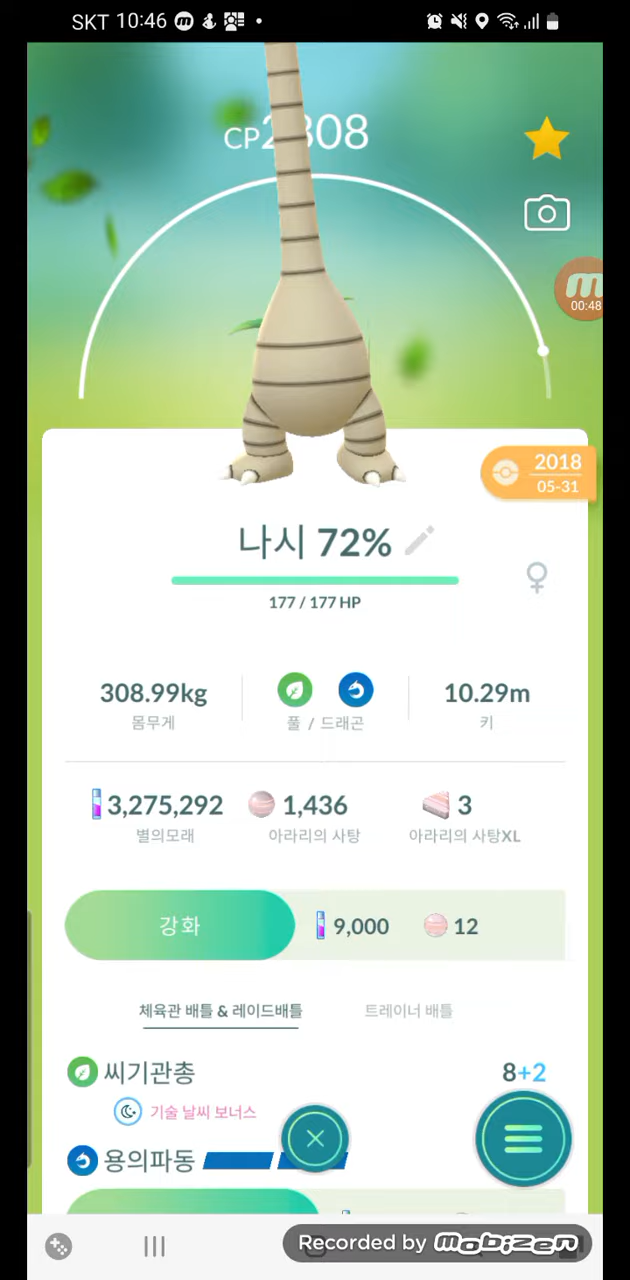 SKT 10:46
CP2808
00:48
2018
05-31
나시 72%
177 / 177 HP
308.99kg
몸무게
풀 / 드래곤
10.29m
키
3,275,292
별의모래
1,436
아라리의 사탕
3
아라리의 사탕XL
강화
9,000
12
체육관 배틀 & 레이드배틀
트레이너 배틀
씨기관총
8+2
기술 날씨 보너스
용의파동
Recorded by mobizen